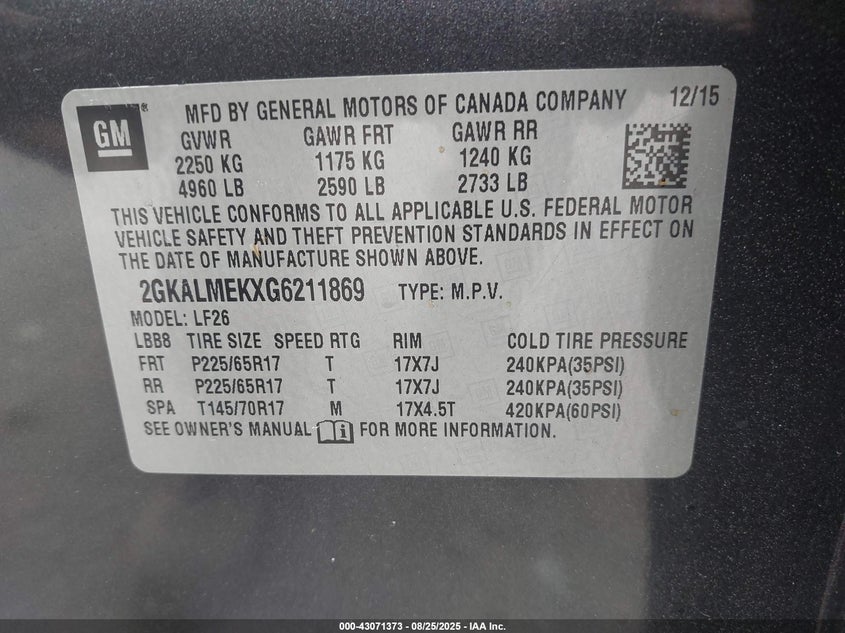 GM ®
MFD BY GENERAL MOTORS OF CANADA COMPANY 12/15
GVWR GAWR FRT GAWR RR
2250 KG 1175 KG 1240 KG
4960 LB 2590 LB 2733 LB
THIS VEHICLE CONFORMS TO ALL APPLICABLE U.S. FEDERAL MOTOR
VEHICLE SAFETY AND THEFT PREVENTION STANDARDS IN EFFECT ON
THE DATE OF MANUFACTURE SHOWN ABOVE.
2GKALMEKXG6211869 TYPE: M.P.V.
MODEL: LF26
LBB8 TIRE SIZE SPEED RTG RIM COLD TIRE PRESSURE
FRT P225/65R17 T 17X7J 240KPA(35PSI)
RR P225/65R17 T 17X7J 240KPA(35PSI)
SPA T145/70R17 M 17X4.5T 420KPA(60PSI)
SEE OWNER'S MANUAL FOR MORE INFORMATION.
000-43071373 - 08/25/2025 - IAA Inc.